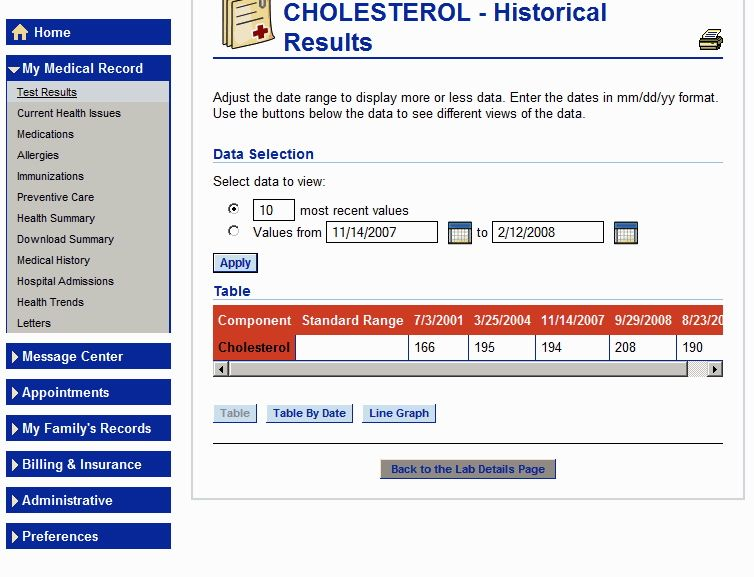 Home
My Medical Record
Test Results
Current Health Issues
Medications
Allergies
Immunizations
Preventive Care
Health Summary
Download Summary
Medical History
Hospital Admissions
Health Trends
Letters
Message Center
Appointments
My Family's Records
Billing & Insurance
Administrative
Preferences
CHOLESTEROL - Historical
Results
Adjust the date range to display more or less data. Enter the dates in mm/dd/yy format.
Use the buttons below the data to see different views of the data.
Data Selection
Select data to view:
10 most recent values
Values from 11/14/2007 to 2/12/2008
Apply
Table
Component Standard Range 7/3/2001 3/25/2004 11/14/2007 9/29/2008 8/23/20
Cholesterol 166 195 194 208 190
Table Table By Date Line Graph
Back to the Lab Details Page